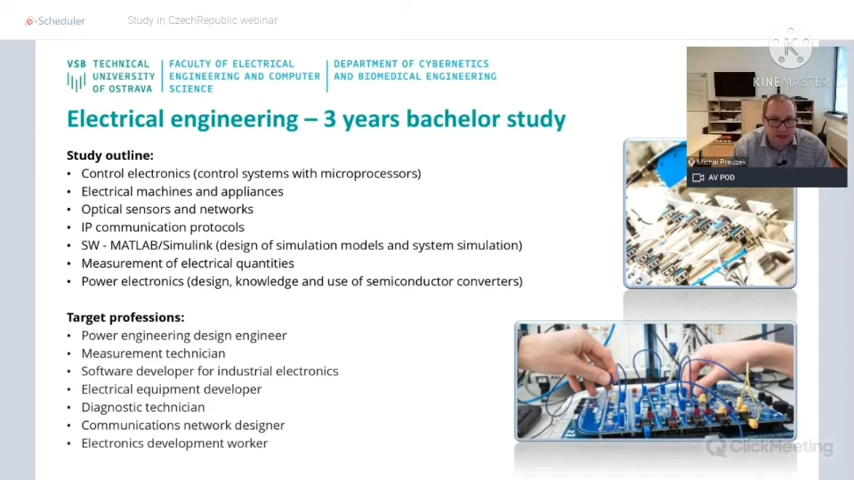 e-Scheduler
Study in CzechRepublic webinar
VSB TECHNICAL UNIVERSITY OF OSTRAVA
FACULTY OF ELECTRICAL ENGINEERING AND COMPUTER SCIENCE
DEPARTMENT OF CYBERNETICS AND BIOMEDICAL ENGINEERING
K
KINEMASTER
Michal Prauzek
AV POD
Electrical engineering – 3 years bachelor study
Study outline:
• Control electronics (control systems with microprocessors)
• Electrical machines and appliances
• Optical sensors and networks
• IP communication protocols
• SW - MATLAB/Simulink (design of simulation models and system simulation)
• Measurement of electrical quantities
• Power electronics (design, knowledge and use of semiconductor converters)
Target professions:
• Power engineering design engineer
• Measurement technician
• Software developer for industrial electronics
• Electrical equipment developer
• Diagnostic technician
• Communications network designer
• Electronics development worker
ClickMeeting